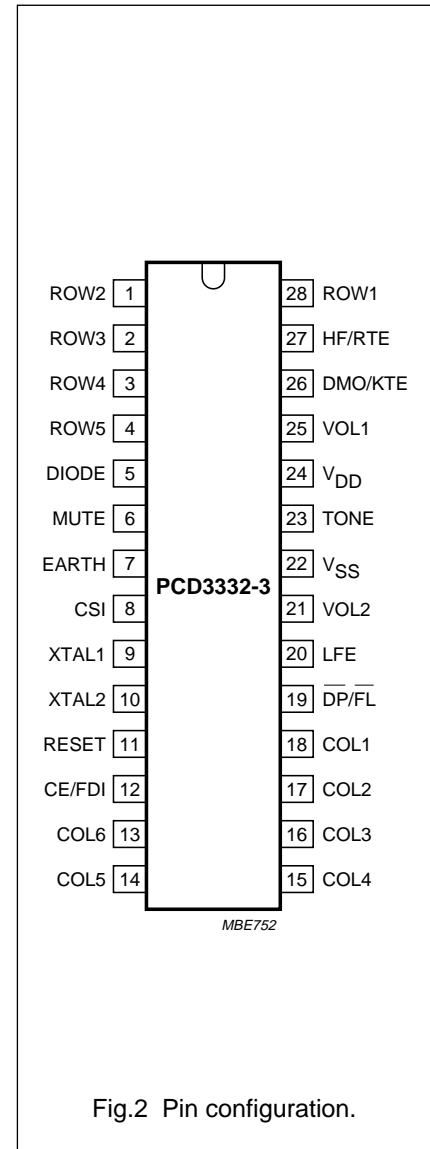 ROW2 1 28 ROW1
ROW3 2 27 HF/RTE
ROW4 3 26 DMO/KTE
ROW5 4 25 VOL1
DIODE 5 24 VDD
MUTE 6 23 TONE
EARTH 7 22 VSS
PCD3332-3
CSI 8 21 VOL2
XTAL1 9 20 LFE
XTAL2 10 19 D̅P̅/F̅L̅
RESET 11 18 COL1
CE/FDI 12 17 COL2
COL6 13 16 COL3
COL5 14 15 COL4
MBE752
Fig.2 Pin configuration.